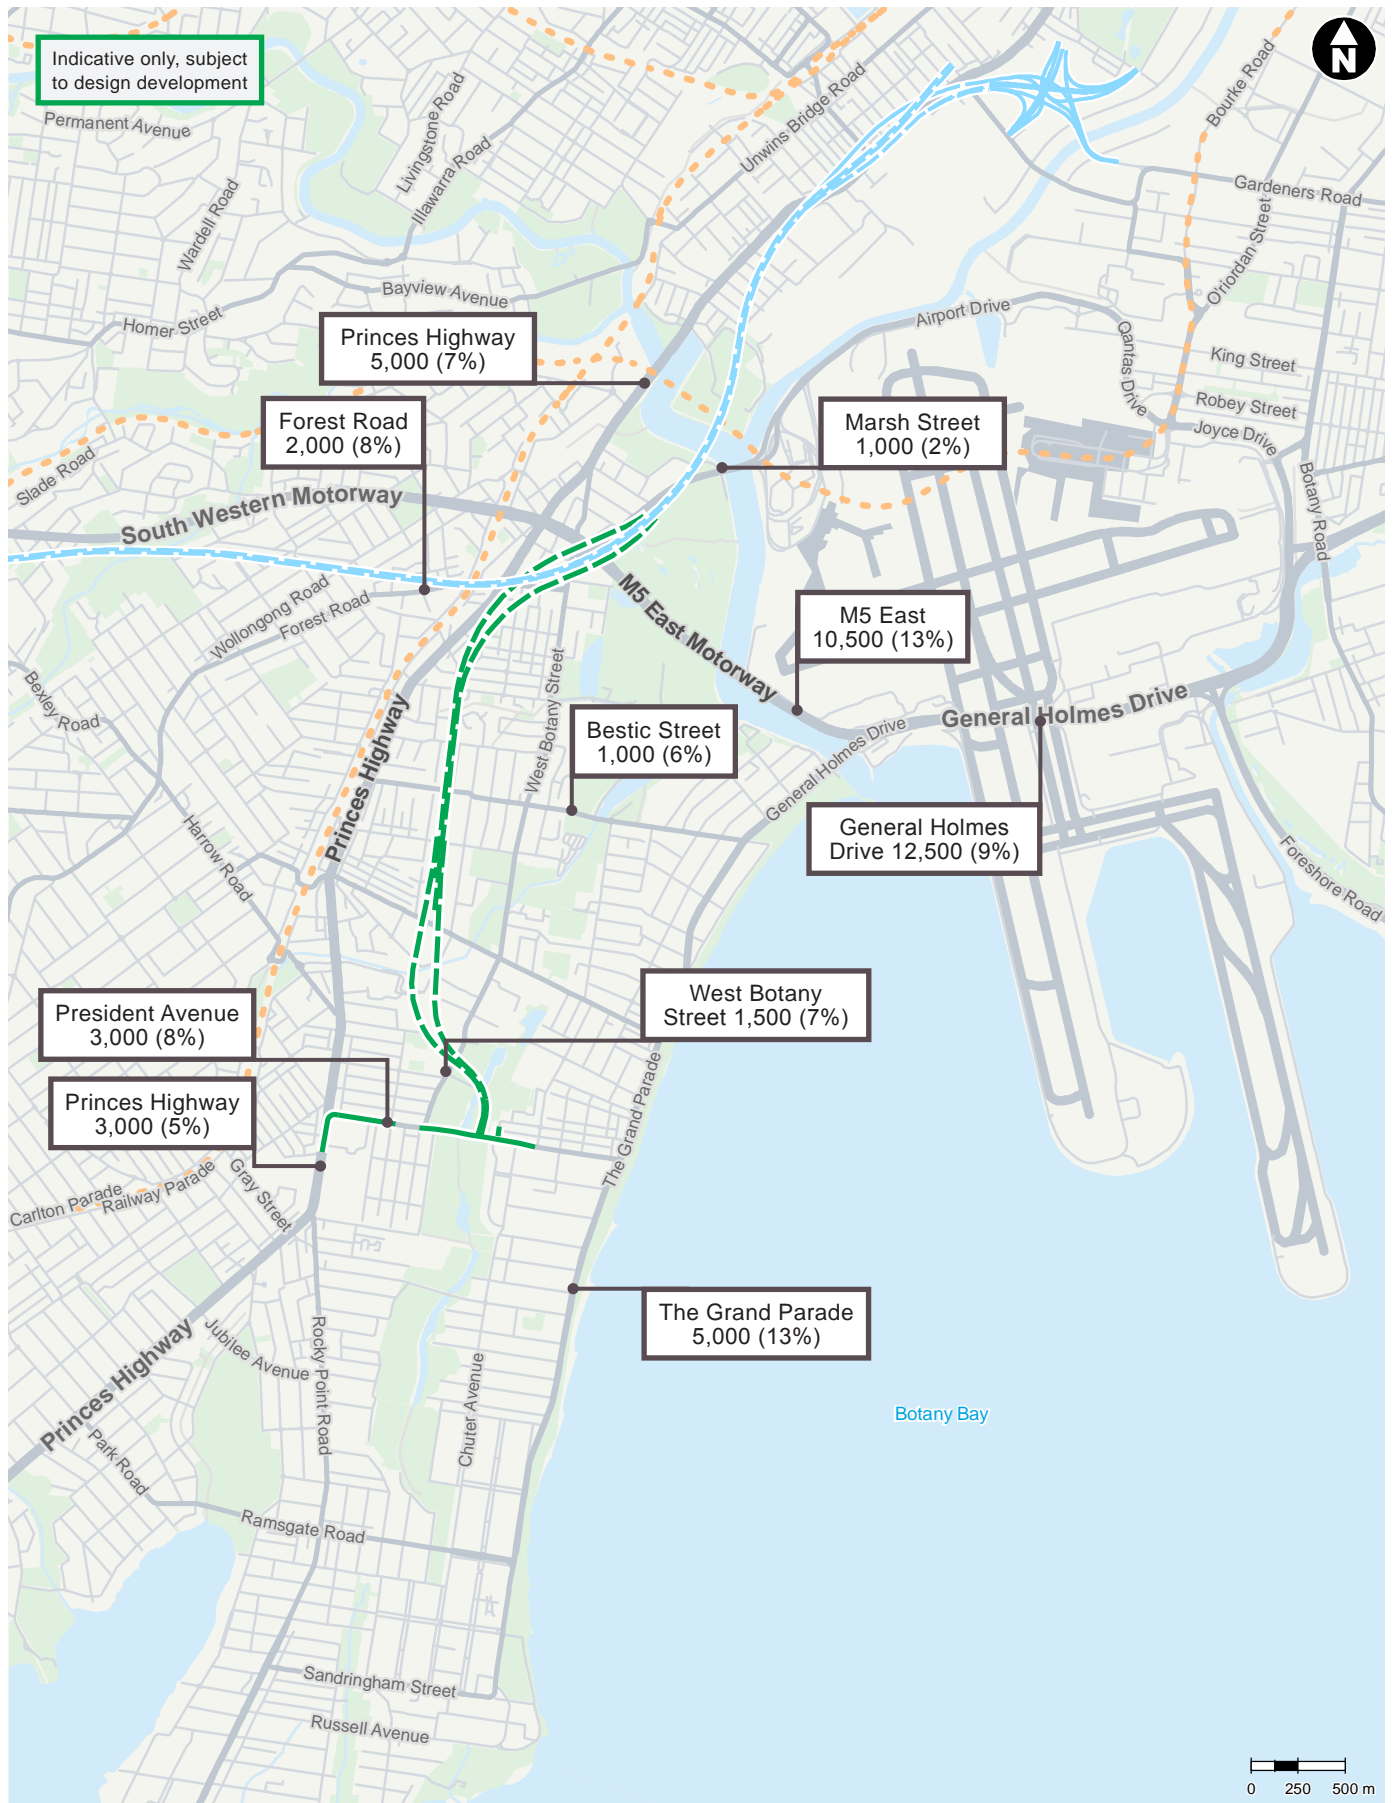 Indicative only, subject
to design development
N
Permanent Avenue
Livingstone Road
Illawarra Road
Wardell Road
Unwins Bridge Road
Bourke Road
Gardeners Road
O'riordan Street
Bayview Avenue
Homer Street
Airport Drive
Qantas Drive
King Street
Robey Street
Joyce Drive
Botany Road
Princes Highway
5,000 (7%)
Forest Road
2,000 (8%)
Marsh Street
1,000 (2%)
Slade Road
South Western Motorway
Wollongong Road
Forest Road
M5 East Motorway
M5 East
10,500 (13%)
Bexley Road
West Botany Street
Princes Highway
Bestic Street
1,000 (6%)
General Holmes Drive
General Holmes Drive
General Holmes
Drive 12,500 (9%)
Harrow Road
Foreshore Road
West Botany
Street 1,500 (7%)
President Avenue
3,000 (8%)
Princes Highway
3,000 (5%)
The Grand Parade
Carlton Parade
Railway Parade
Gray Street
The Grand Parade
5,000 (13%)
Princes Highway
Jubilee Avenue
Rocky Point Road
Chuter Avenue
Botany Bay
Park Road
Ramsgate Road
Sandringham Street
Russell Avenue
0 250 500 m